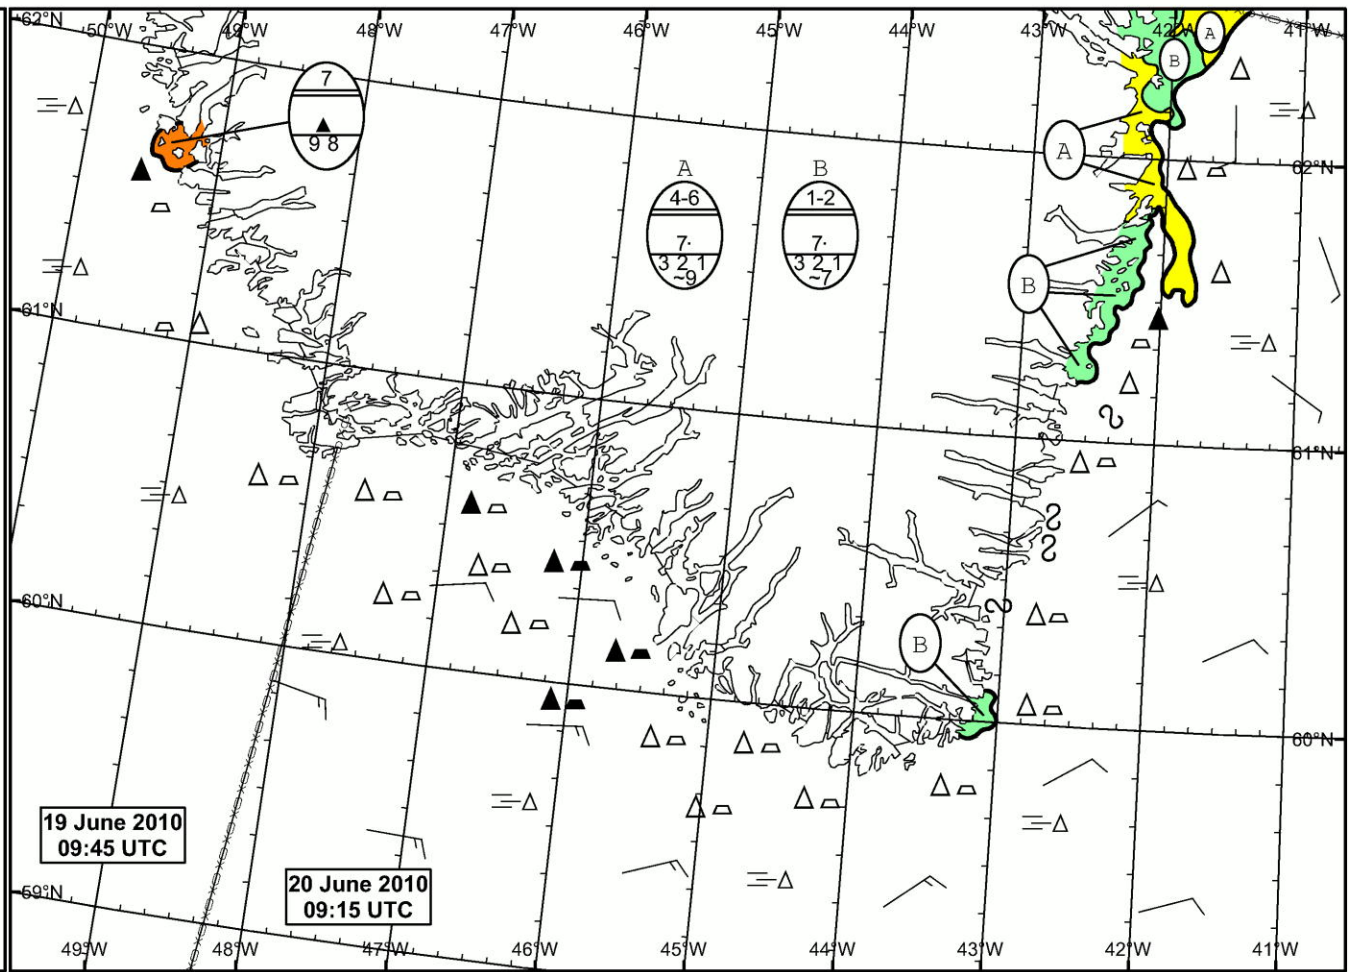 62°N
50°W 49°W 48°W 47°W 46°W 45°W 44°W 43°W 42°W 41°W
A
B
7
9 8
A
62°N
A B
4-6 1-2
7· 7·
3 2 1 3 2 1
~9 ~7
B
61°N
61°N
60°N
B
60°N
19 June 2010
09:45 UTC
20 June 2010
09:15 UTC
59°N
49°W 48°W 47°W 46°W 45°W 44°W 43°W 42°W 41°W